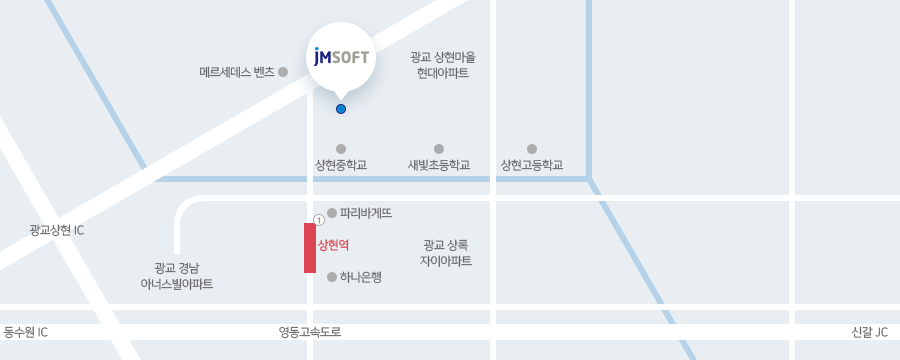 jMSOFT
메르세데스 벤츠
광교 상현마을
현대아파트
상현중학교
새빛초등학교
상현고등학교
파리바게뜨
1
광교상현 IC
상현역
광교 상록
자이아파트
광교 경남
아너스빌아파트
하나은행
동수원 IC
영동고속도로
신갈 JC